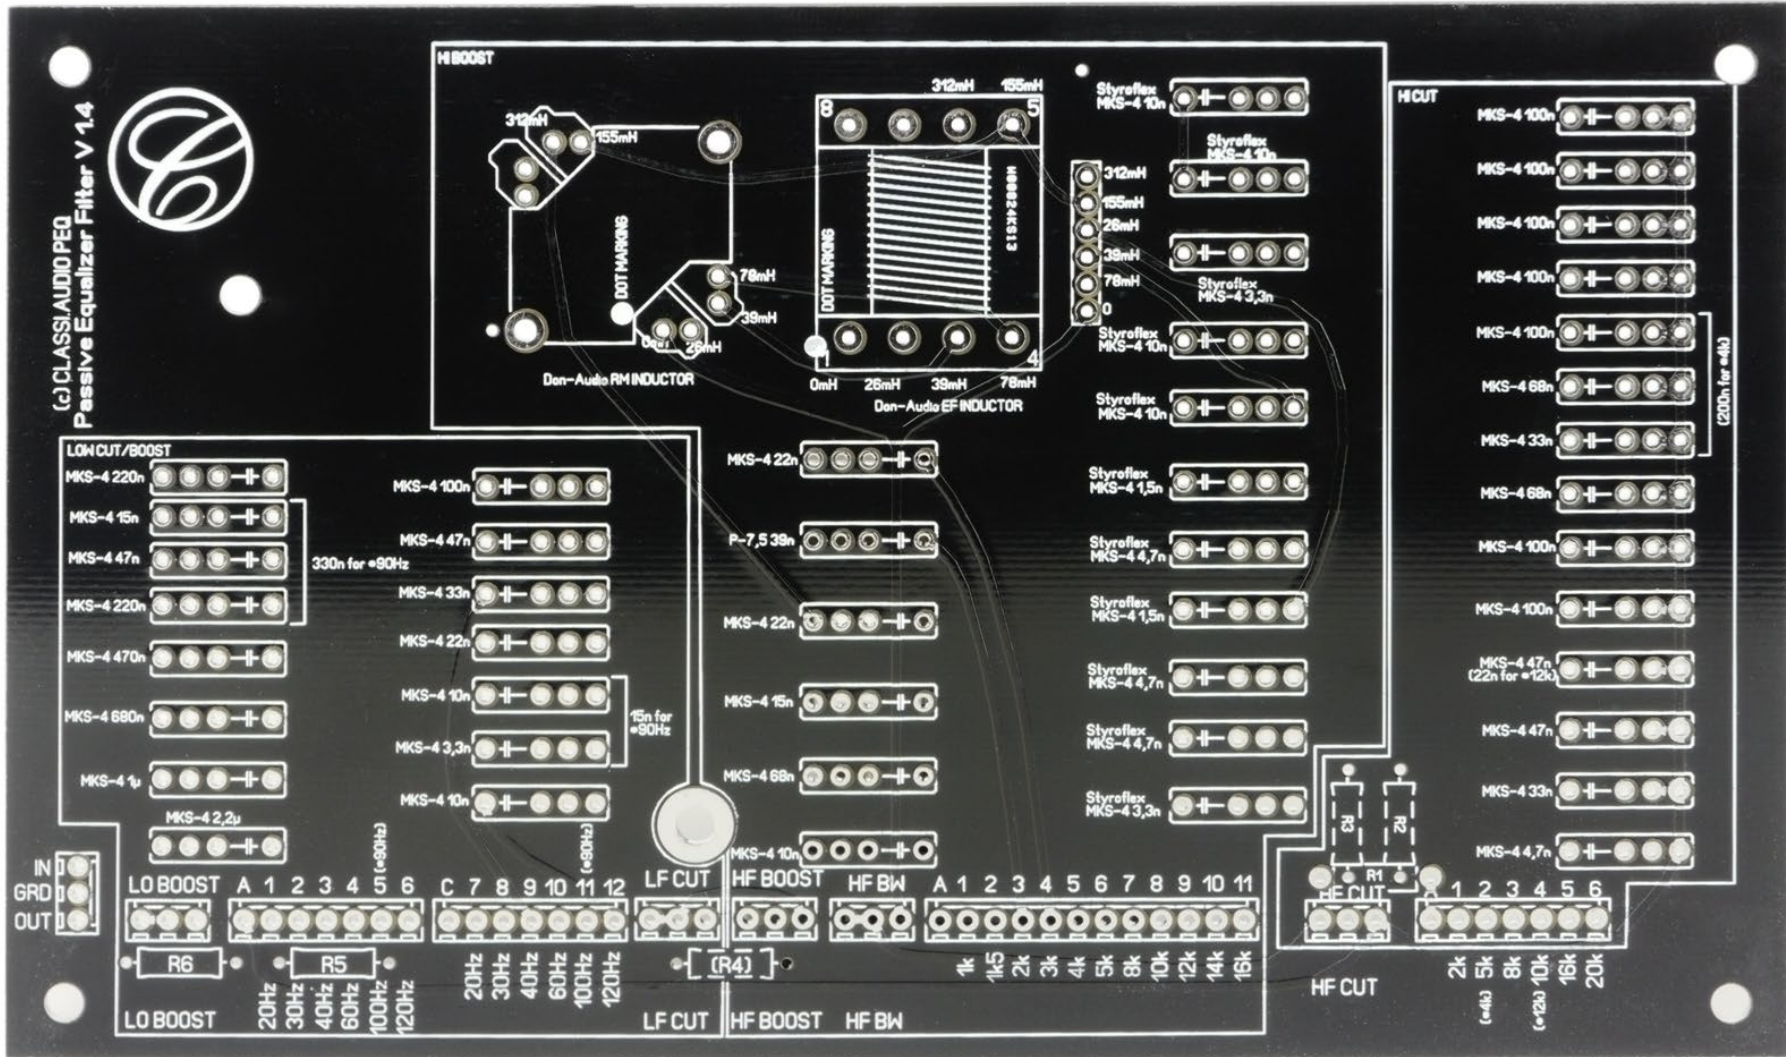 (c) CLASSIAUDIO PEQ
Passive Equalizer Filter V 1.4
HI BOOST
312mH
155mH
DOT MARKING
78mH
39mH
26mH
Don-Audio RM INDUCTOR
312mH 155mH
8 5
DOT MARKING
1 4
0mH 26mH 39mH 78mH
Don-Audio EF INDUCTOR
312mH
155mH
26mH
39mH
78mH
0
Styroflex
MKS-4 10n
Styroflex
MKS-4 10n
Styroflex
MKS-4 3,3n
Styroflex
MKS-4 10n
Styroflex
MKS-4 10n
Styroflex
MKS-4 1,5n
Styroflex
MKS-4 4,7n
Styroflex
MKS-4 1,5n
Styroflex
MKS-4 4,7n
Styroflex
MKS-4 4,7n
Styroflex
MKS-4 3,3n
HI CUT
MKS-4 100n
MKS-4 100n
MKS-4 100n
MKS-4 100n
MKS-4 100n
MKS-4 68n
MKS-4 33n
(200n for *4k)
MKS-4 68n
MKS-4 100n
MKS-4 100n
MKS-4 47n
(22n for *12k)
MKS-4 47n
MKS-4 33n
MKS-4 4,7n
LOW CUT/BOOST
MKS-4 220n
MKS-4 15n
MKS-4 47n
MKS-4 220n
330n for *90Hz
MKS-4 470n
MKS-4 680n
MKS-4 1µ
MKS-4 2,2µ
MKS-4 100n
MKS-4 47n
MKS-4 33n
MKS-4 22n
MKS-4 10n
MKS-4 3,3n
15n for
*90Hz
MKS-4 10n
MKS-4 22n
P-7,5 39n
MKS-4 22n
MKS-4 15n
MKS-4 68n
MKS-4 10n
R3
R2
R1
IN
GRD
OUT
LO BOOST
A 1 2 3 4 5 6
(*90Hz)
C 7 8 9 10 11 12
(*90Hz)
LF CUT
HF BOOST
HF BW
A 1 2 3 4 5 6 7 8 9 10 11
HF CUT
1 2 3 4 5 6
R6
R5
(R4)
20Hz 30Hz 40Hz 60Hz 100Hz 120Hz
20Hz 30Hz 40Hz 60Hz 100Hz 120Hz
1k 1k5 2k 3k 4k 5k 8k 10k 12k 14k 16k
2k 5k 8k 10k 16k 20k
(*4k) (*12k)
LO BOOST
LF CUT
HF BOOST
HF BW
HF CUT